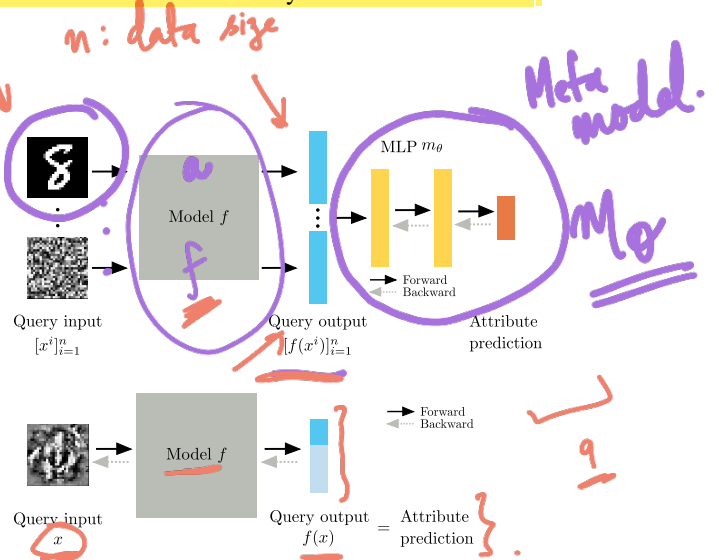 n: data size
Meta
model.
MLP m_θ
a
Model f
f
M_θ
Forward
Backward
Query input
[x^i]_{i=1}^n
Query output
[f(x^i)]_{i=1}^n
Attribute
prediction
Forward
Backward
Model f
Query input
x
Query output
f(x)
=
Attribute
prediction